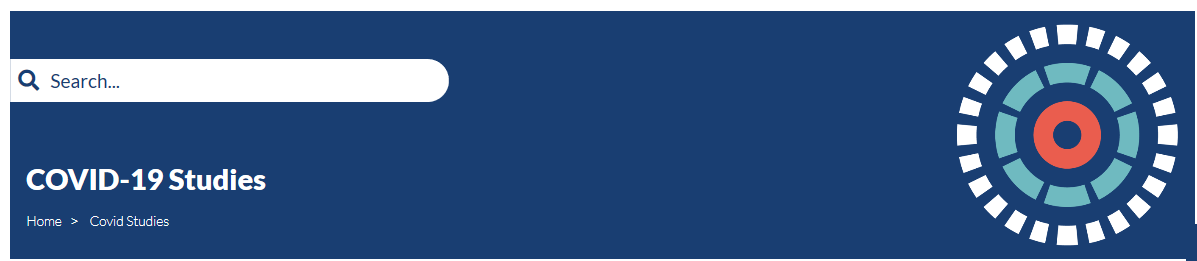 Search...
COVID-19 Studies
Home > Covid Studies